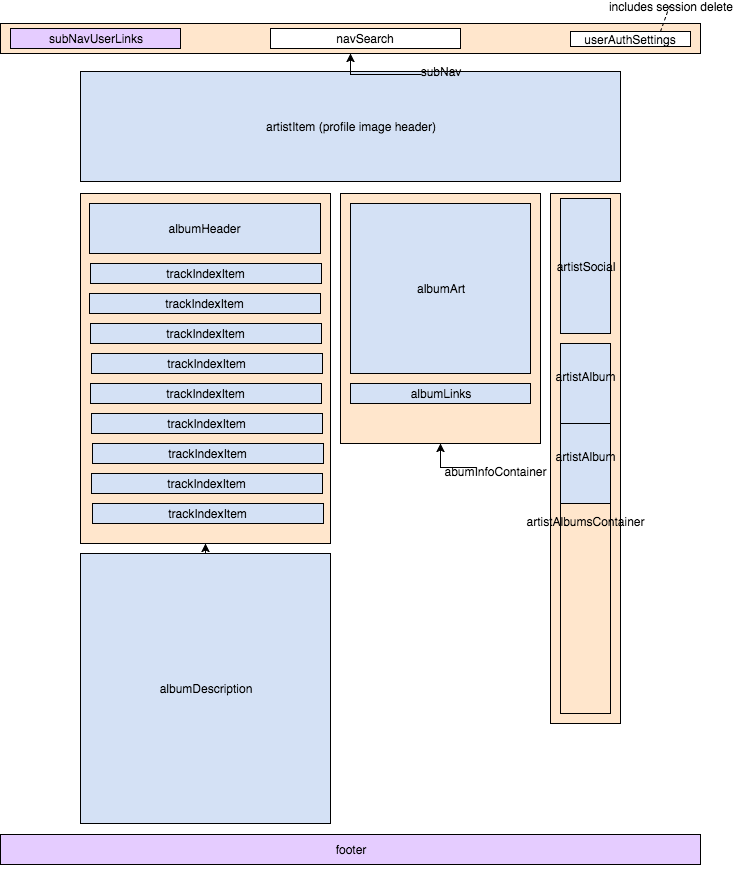 includes session delete
subNavUserLinks
navSearch
userAuthSettings
subNav
artistItem (profile image header)
albumHeader
trackIndexItem
trackIndexItem
trackIndexItem
trackIndexItem
trackIndexItem
trackIndexItem
trackIndexItem
trackIndexItem
trackIndexItem
albumArt
albumLinks
abumInfoContainer
artistSocial
artistAlbum
artistAlbum
artistAlbumsContainer
albumDescription
footer